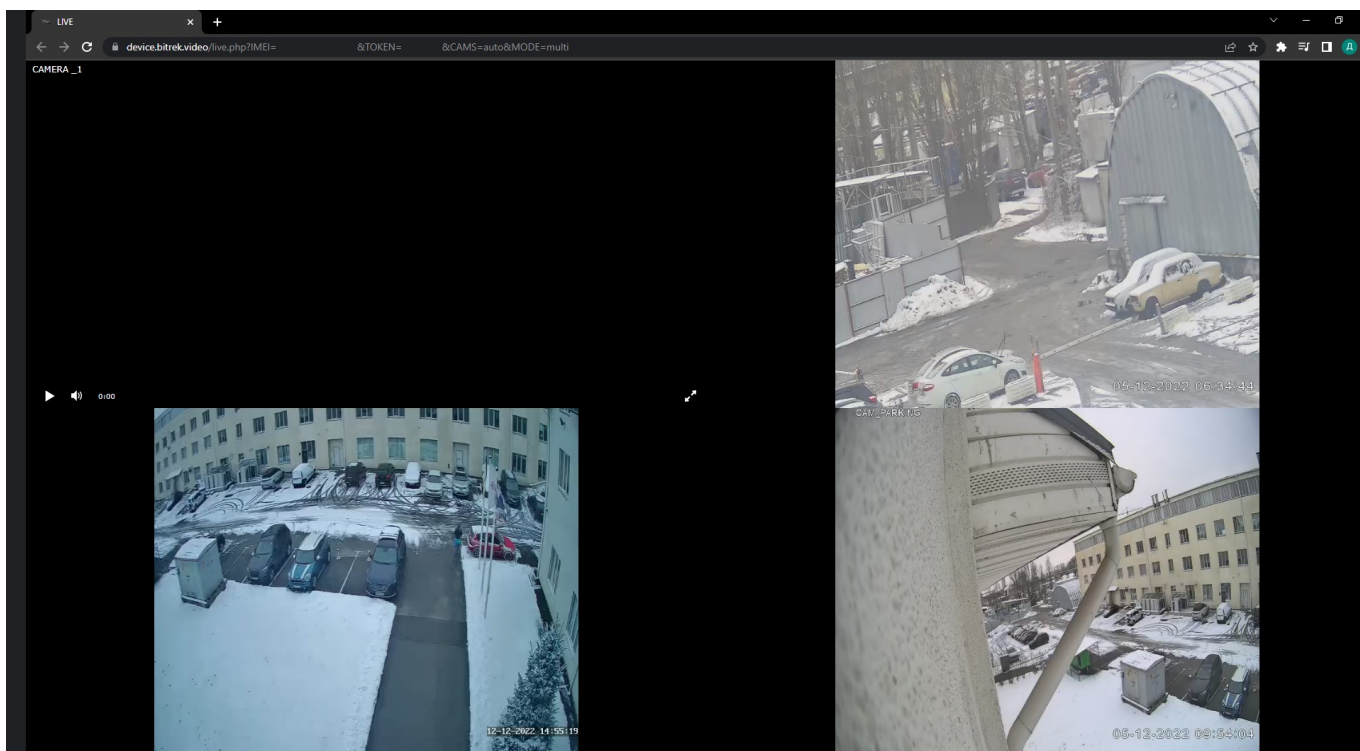 LIVE
device.bitrek.video/live.php?IMEI= &TOKEN= &CAMS=auto&MODE=multi
Д
CAMERA _1
05-12-2022 06:34:44
0:00
CAM_PARKING
12-12-2022 14:55:19
05-12-2022 09:54:04